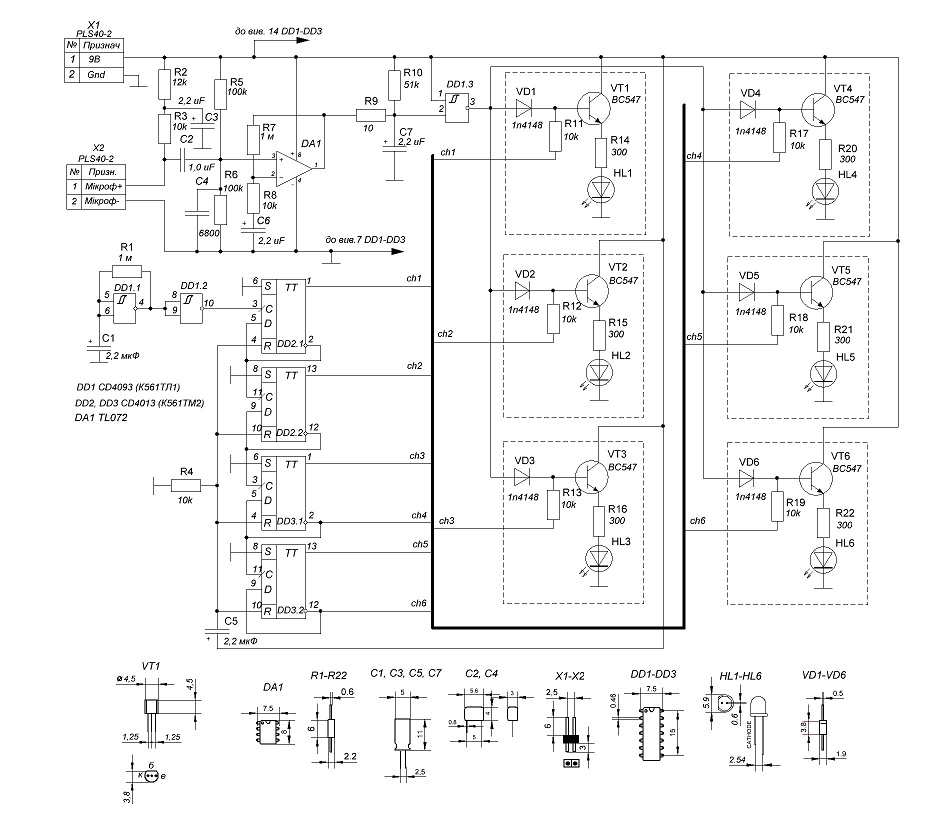 X1
PLS40-2
№ Признач
1 9В
2 Gnd
X2
PLS40-2
№ Призн.
1 Мікроф+
2 Мікроф-
до вив. 14 DD1-DD3
R2
12k
2,2 uF
R3
10k
C3
C2
1,0 uF
R5
100k
R6
100k
C4
6800
R7
1 м
R8
10k
C6
2,2 uF
DA1
3
2
8
1
4
R9
10
R10
51k
C7
2,2 uF
DD1.3
1
2
3
до вив.7 DD1-DD3
R1
1 м
DD1.1
5
6
4
DD1.2
8
9
10
C1
2,2 мкФ
DD1 CD4093 (К561ТЛ1)
DD2, DD3 CD4013 (К561ТМ2)
DA1 TL072
6 S TT 1
3 C
5 D
4 R DD2.1 2
8 S TT 13
11 C
9 D
10 R DD2.2 12
6 S TT 1
3 C
5 D
4 R DD3.1 2
8 S TT 13
11 C
9 D
10 R DD3.2 12
R4
10k
C5
2,2 мкФ
ch1
ch2
ch3
ch4
ch5
ch6
ch1
ch2
ch3
ch4
ch5
ch6
VD1
1n4148
VT1
BC547
R11
10k
R14
300
HL1
VD2
1n4148
VT2
BC547
R12
10k
R15
300
HL2
VD3
1n4148
VT3
BC547
R13
10k
R16
300
HL3
VD4
1n4148
VT4
BC547
R17
10k
R20
300
HL4
VD5
1n4148
VT5
BC547
R18
10k
R21
300
HL5
VD6
1n4148
VT6
BC547
R19
10k
R22
300
HL6
VT1
ø 4,5
4,5
1,25 1,25
б
к е
3,8
DA1
7.5
8
R1-R22
0.6
6
2.2
C1, C3, C5, C7
5
11
2,5
C2, C4
5.6
3
4
0.8
5
X1-X2
2,5
6
3
DD1-DD3
7.5
0.46
15
HL1-HL6
5.9
0.6
CATHODE
2.54
VD1-VD6
0.5
3.8
1.9